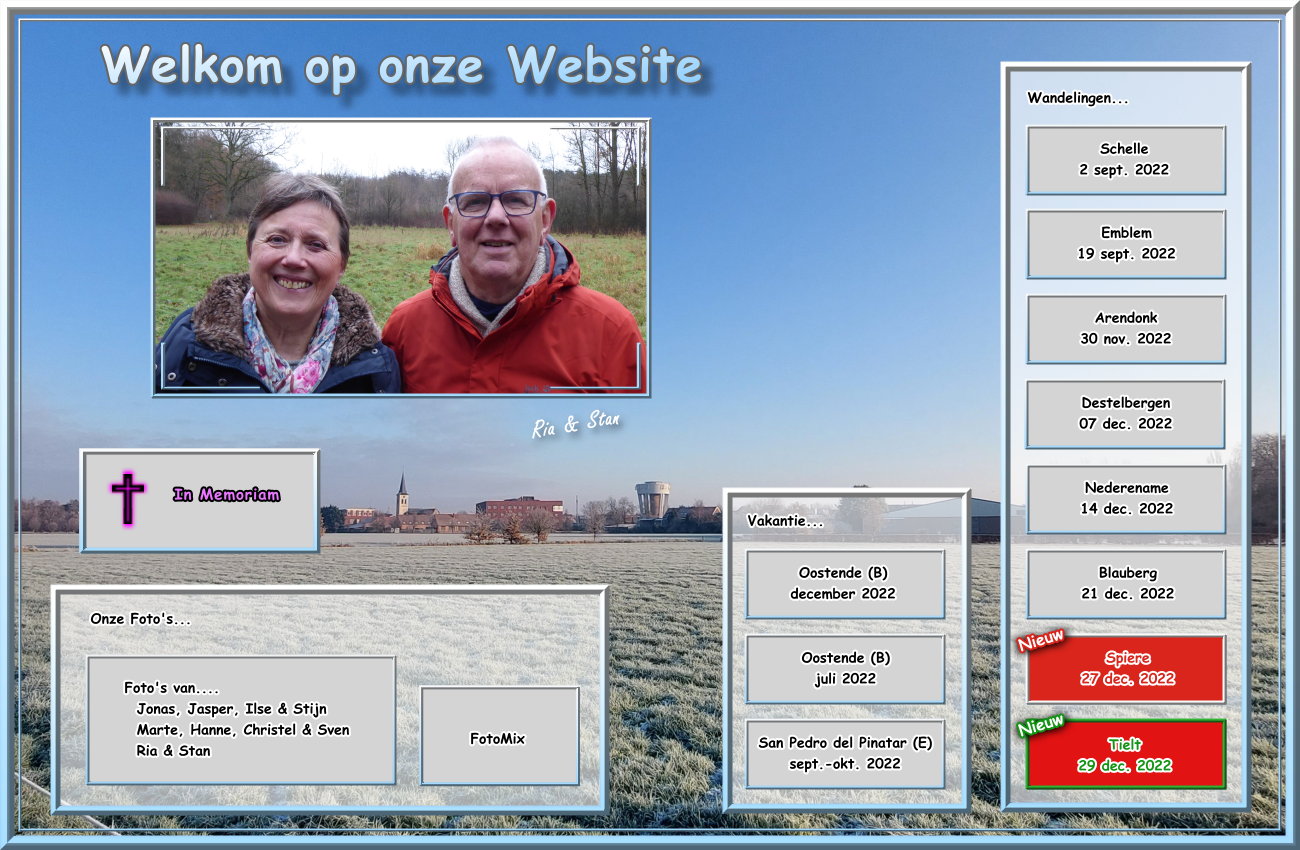 Welkom op onze Website
Ria & Stan
In Memoriam
Onze Foto's...
Foto's van....
Jonas, Jasper, Ilse & Stijn
Marte, Hanne, Christel & Sven
Ria & Stan
FotoMix
Vakantie...
Oostende (B)
december 2022
Oostende (B)
juli 2022
San Pedro del Pinatar (E)
sept.-okt. 2022
Wandelingen...
Schelle
2 sept. 2022
Emblem
19 sept. 2022
Arendonk
30 nov. 2022
Destelbergen
07 dec. 2022
Nederename
14 dec. 2022
Blauberg
21 dec. 2022
Nieuw
Spiere
27 dec. 2022
Nieuw
Tielt
29 dec. 2022